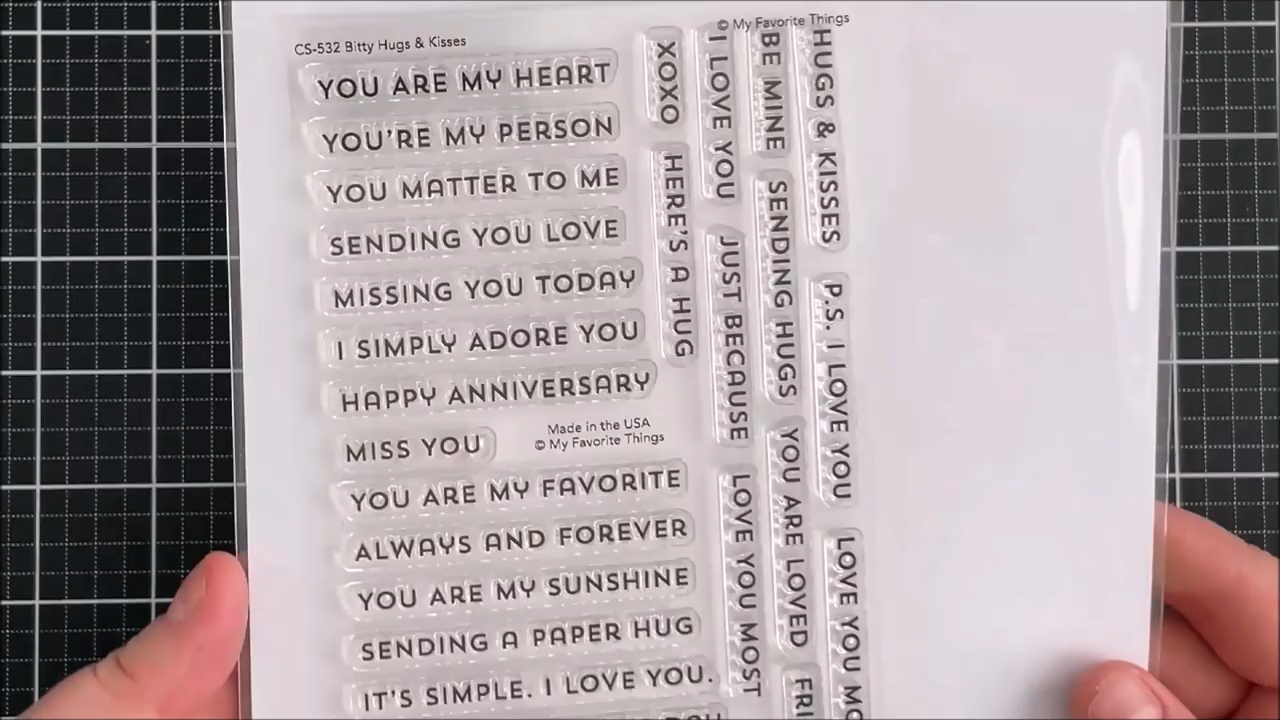 CS-532 Bitty Hugs & Kisses
© My Favorite Things
YOU ARE MY HEART
YOU'RE MY PERSON
YOU MATTER TO ME
SENDING YOU LOVE
MISSING YOU TODAY
I SIMPLY ADORE YOU
HAPPY ANNIVERSARY
MISS YOU
Made in the USA
© My Favorite Things
YOU ARE MY FAVORITE
ALWAYS AND FOREVER
YOU ARE MY SUNSHINE
SENDING A PAPER HUG
IT'S SIMPLE. I LOVE YOU.
XOXO
HERE'S A HUG
I LOVE YOU
JUST BECAUSE
LOVE YOU MOST
BE MINE
SENDING HUGS
YOU ARE LOVED
HUGS & KISSES
P.S. I LOVE YOU
LOVE YOU